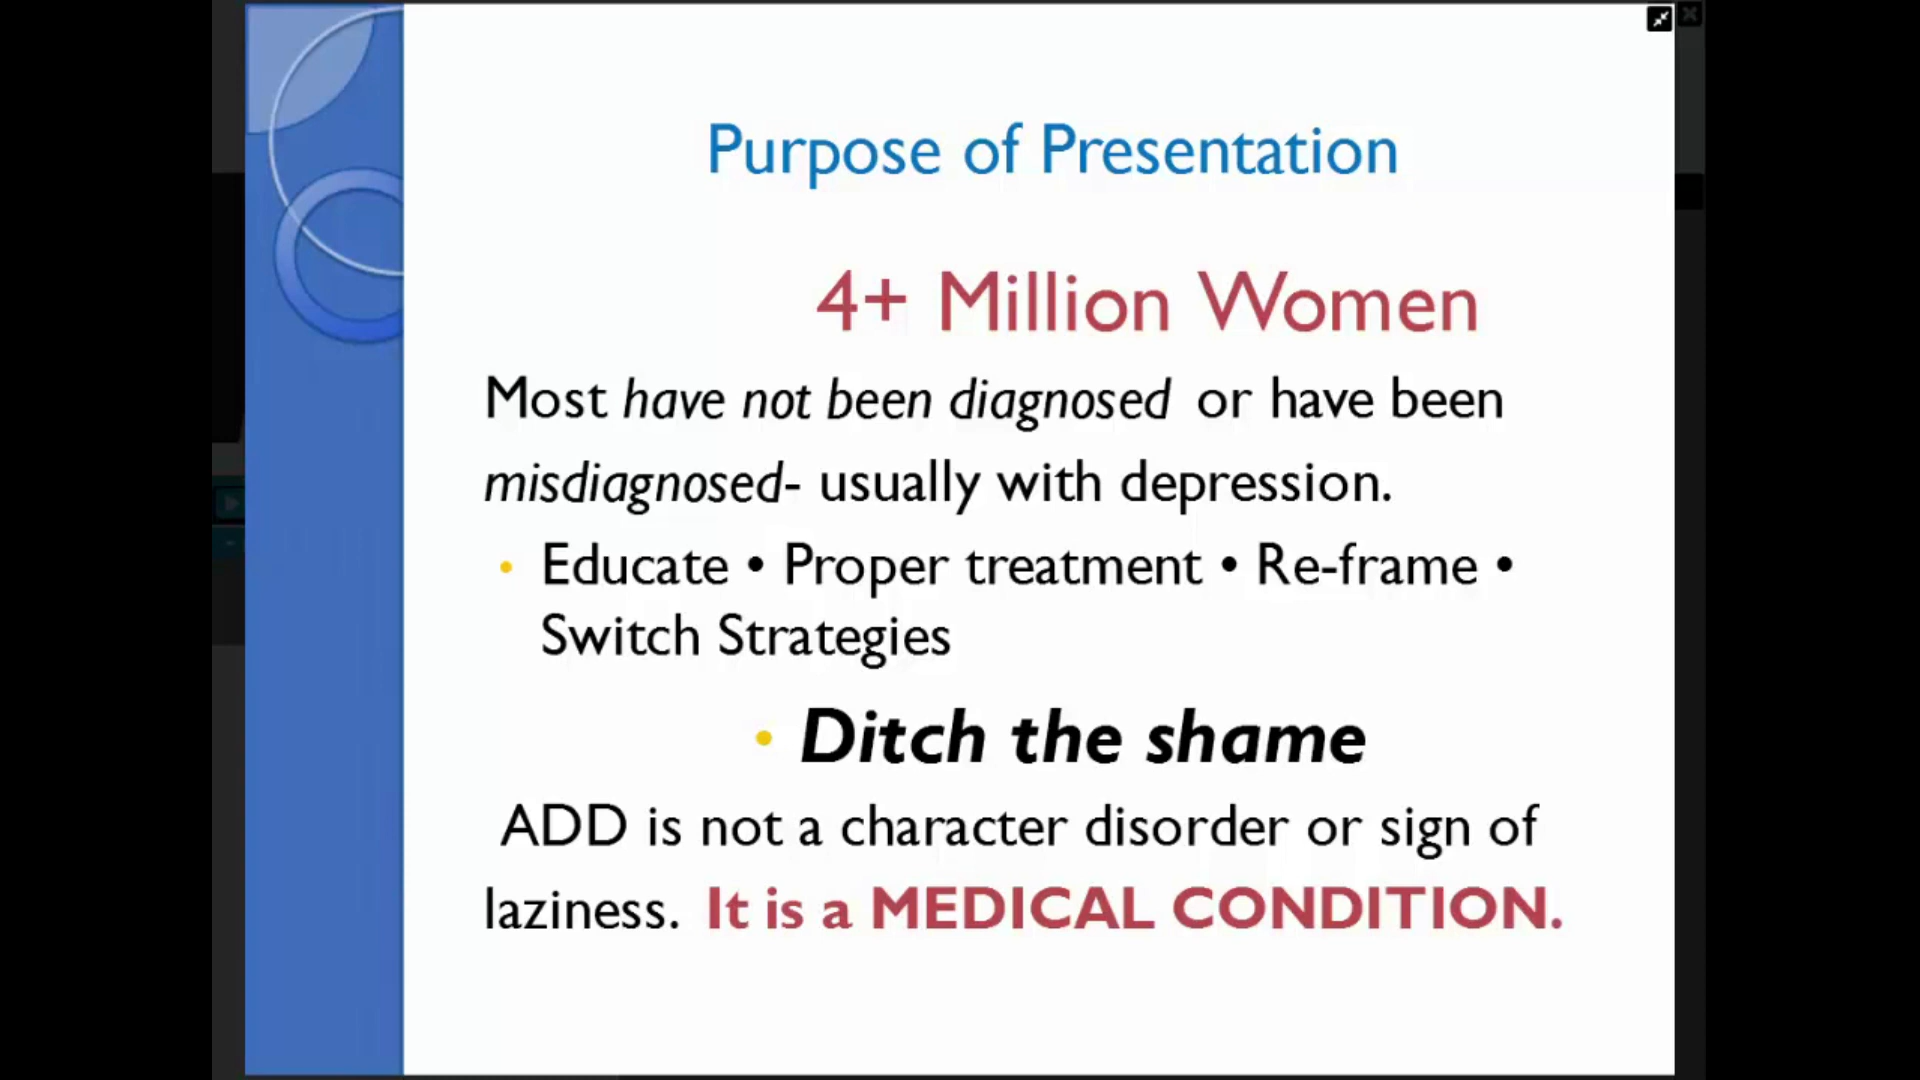 Purpose of Presentation
4+ Million Women
Most have not been diagnosed or have been
misdiagnosed- usually with depression.
• Educate • Proper treatment • Re-frame •
Switch Strategies
• Ditch the shame
ADD is not a character disorder or sign of
laziness. It is a MEDICAL CONDITION.